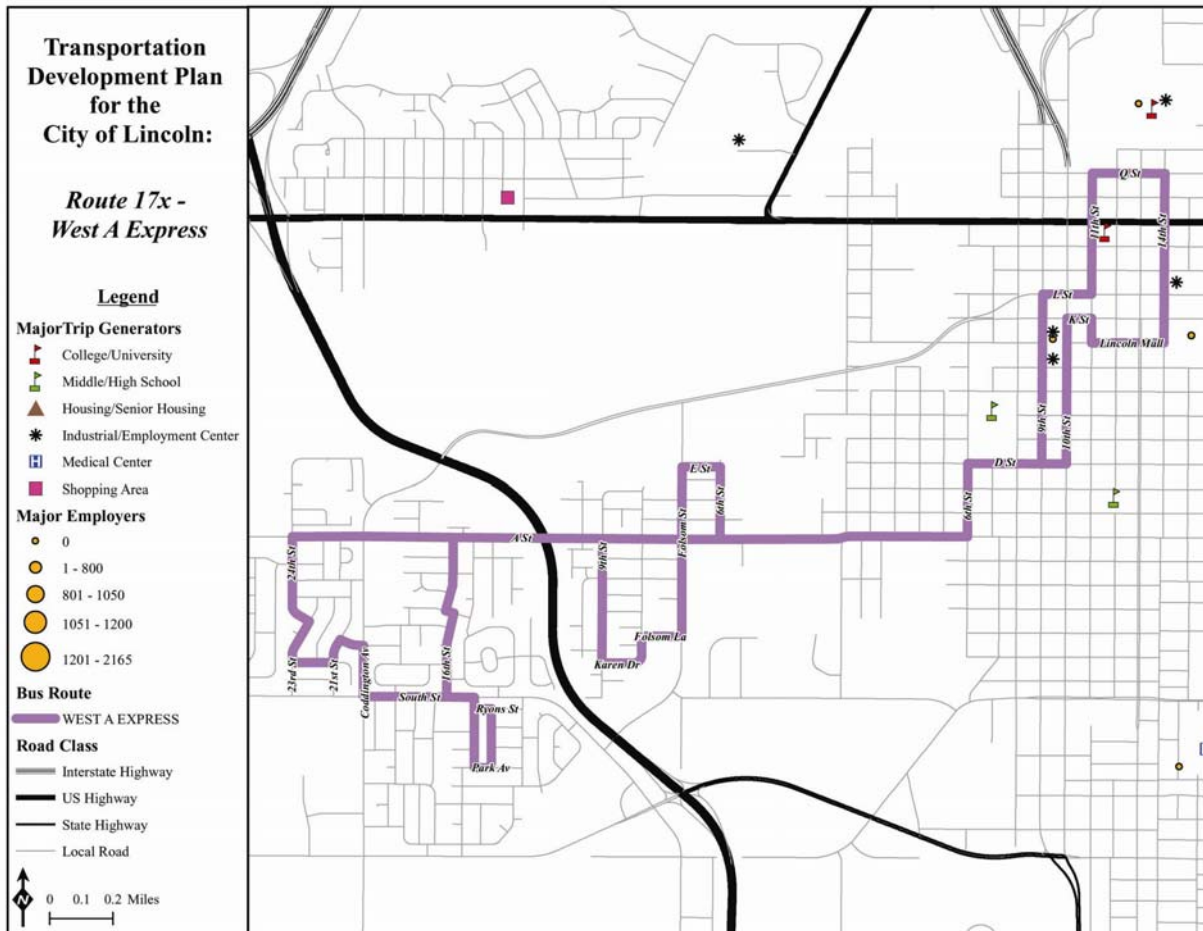 Transportation
Development Plan
for the
City of Lincoln:
Route 17x -
West A Express
Legend
MajorTrip Generators
College/University
Middle/High School
Housing/Senior Housing
Industrial/Employment Center
H Medical Center
Shopping Area
Major Employers
0
1 - 800
801 - 1050
1051 - 1200
1201 - 2165
Bus Route
WEST A EXPRESS
Road Class
Interstate Highway
US Highway
State Highway
Local Road
N
0 0.1 0.2 Miles
Q St
11th St
14th St
L St
K St
Lincoln Mall
9th St
10th St
D St
6th St
E St
Folsom St
6th St
A St
24th St
9th St
Folsom La
Karen Dr
16th St
23rd St
21st St
Coddington Av
South St
Ryons St
Park Av